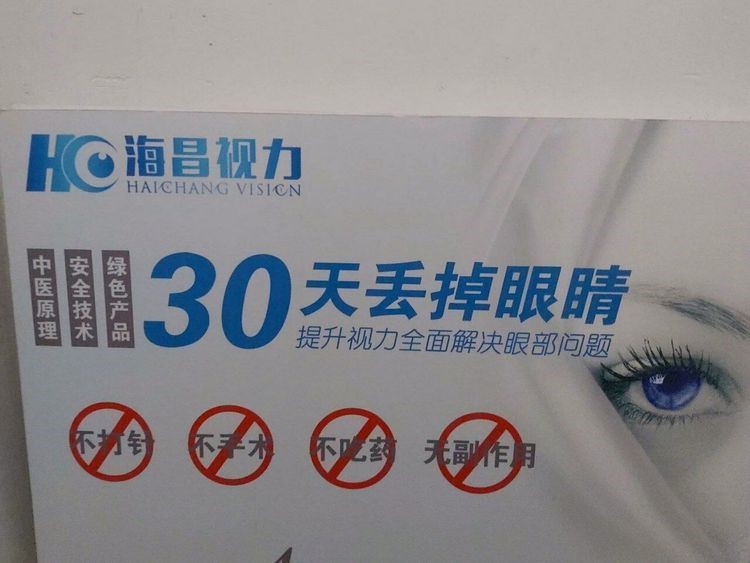 HC 海昌视力
HAICHANG VISION
中医原理
安全技术
绿色产品
30天丢掉眼睛
提升视力全面解决眼部问题
不打针 不手术 不吃药 无副作用